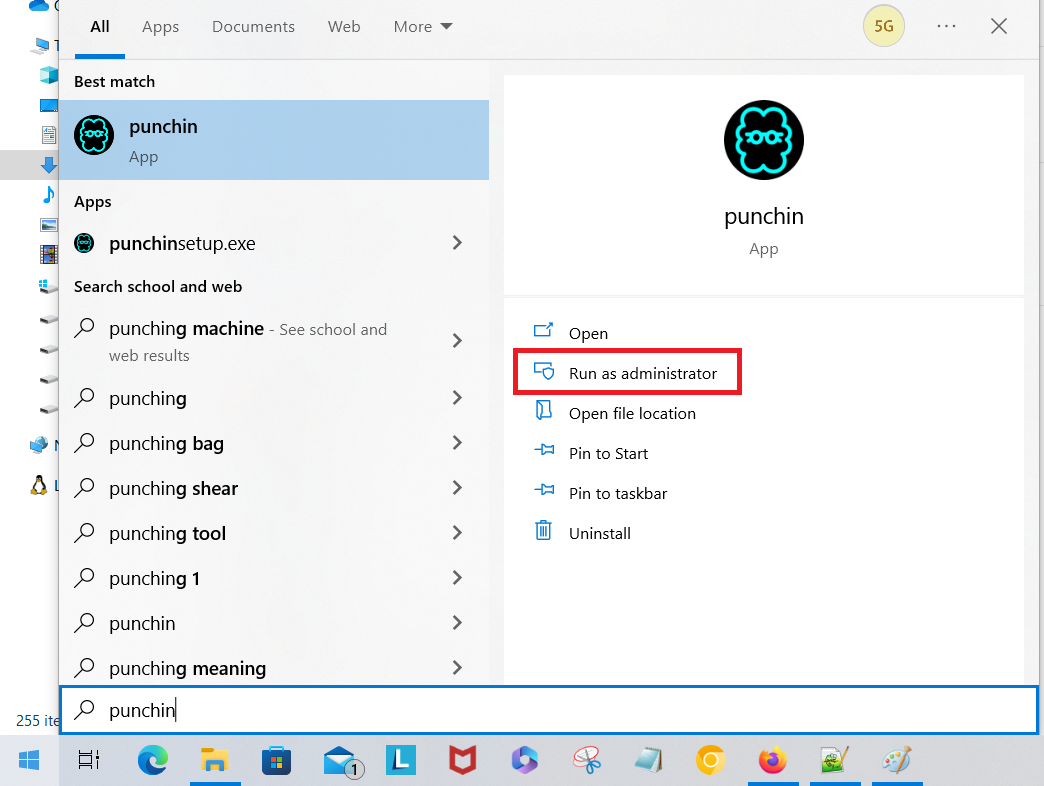 All Apps Documents Web More 5G
Best match
punchin
App
Apps
punchinsetup.exe
Search school and web
punching machine - See school and
web results
punching
punching bag
punching shear
punching tool
punching 1
punchin
punching meaning
punchin
App
Open
Run as administrator
Open file location
Pin to Start
Pin to taskbar
Uninstall
punchin
255 ite
1
L